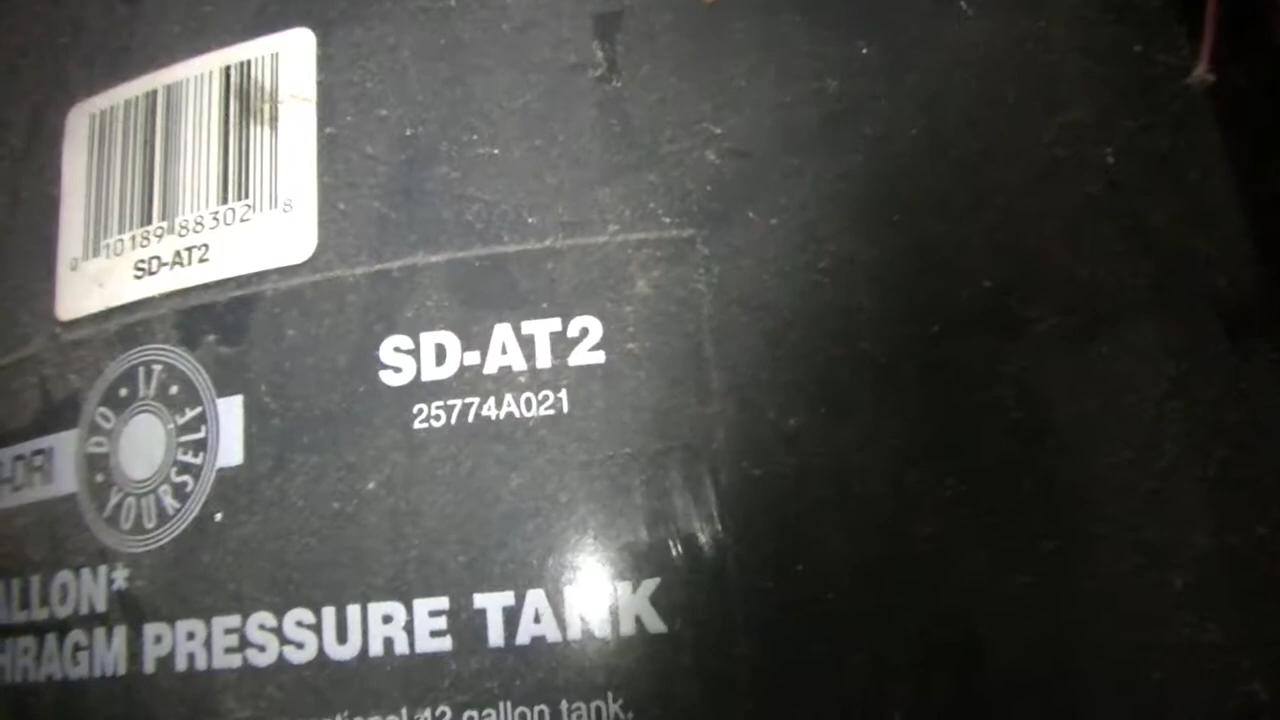 0 10189 88302 8
SD-AT2
SD-AT2
25774A021
DO · IT · YOURSELF ·
-DRI
ALLON*
HRAGM PRESSURE TANK
12 gallon tank.